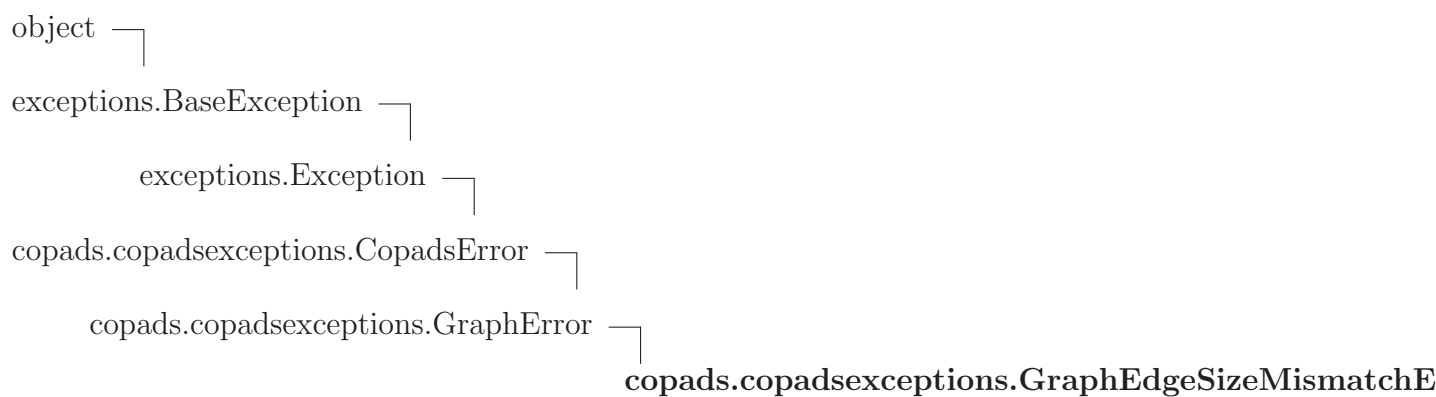 object
exceptions.BaseException
exceptions.Exception
copads.copadsexceptions.CopadsError
copads.copadsexceptions.GraphError
copads.copadsexceptions.GraphEdgeSizeMismatchE